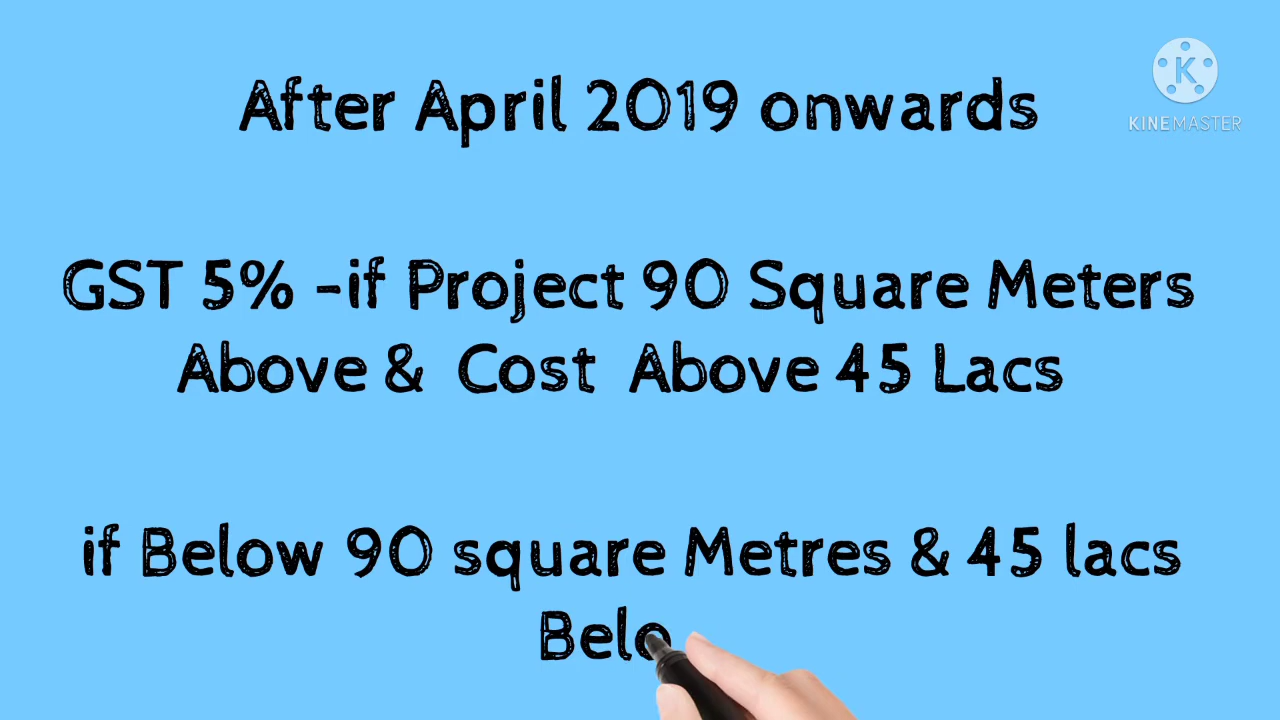 After April 2019 onwards
K
KINEMASTER
GST 5% -if Project 90 Square Meters
Above & Cost Above 45 Lacs
if Below 90 square Metres & 45 lacs
Belo